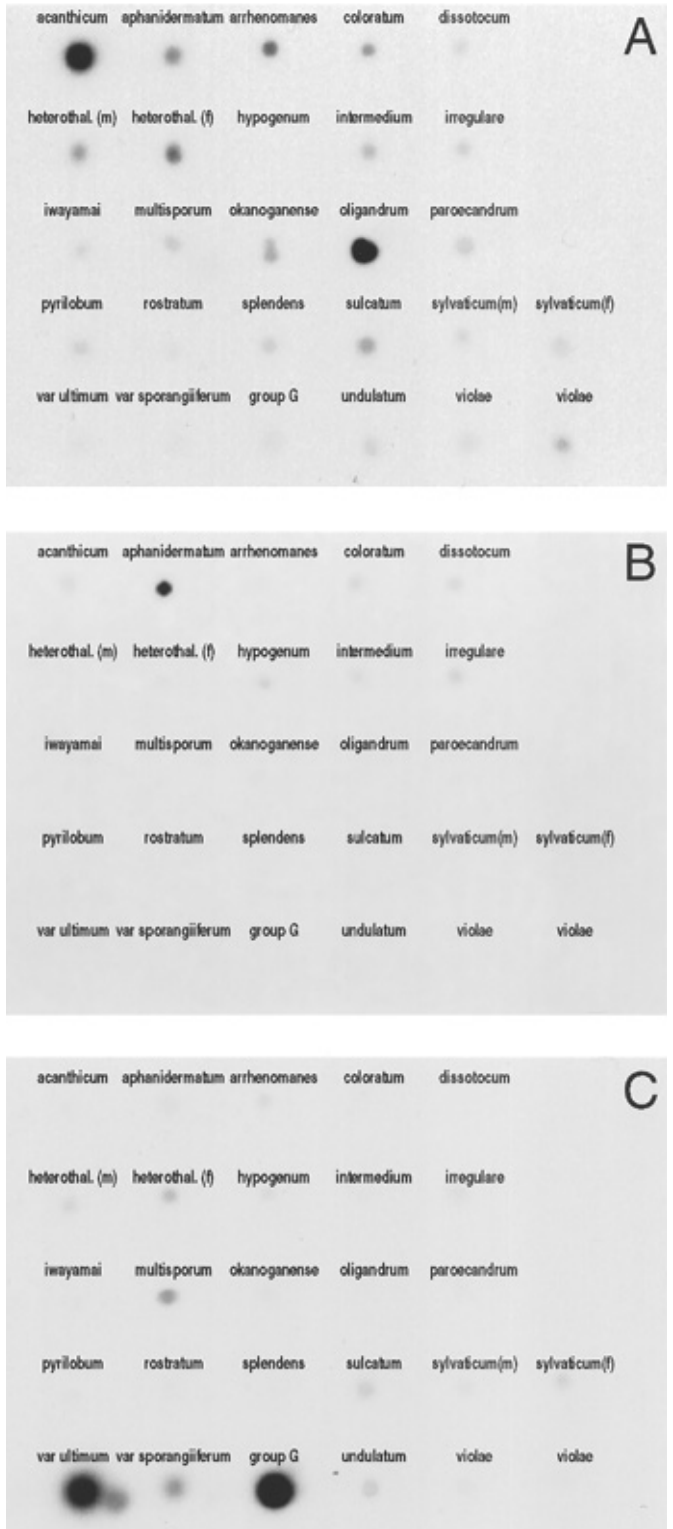 acanthicum aphanidermatum arrhenomanes coloratum dissotocum A
heterothal. (m) heterothal. (f) hypogenum intermedium irregulare
iwayamai multisporum okanoganense oligandrum paroecandrum
pyrilobum rostratum splendens sulcatum sylvaticum(m) sylvaticum(f)
var ultimum var sporangiiferum group G undulatum violae violae
acanthicum aphanidermatum arrhenomanes coloratum dissotocum B
heterothal. (m) heterothal. (f) hypogenum intermedium irregulare
iwayamai multisporum okanoganense oligandrum paroecandrum
pyrilobum rostratum splendens sulcatum sylvaticum(m) sylvaticum(f)
var ultimum var sporangiiferum group G undulatum violae violae
acanthicum aphanidermatum arrhenomanes coloratum dissotocum C
heterothal. (m) heterothal. (f) hypogenum intermedium irregulare
iwayamai multisporum okanoganense oligandrum paroecandrum
pyrilobum rostratum splendens sulcatum sylvaticum(m) sylvaticum(f)
var ultimum var sporangiiferum group G undulatum violae violae